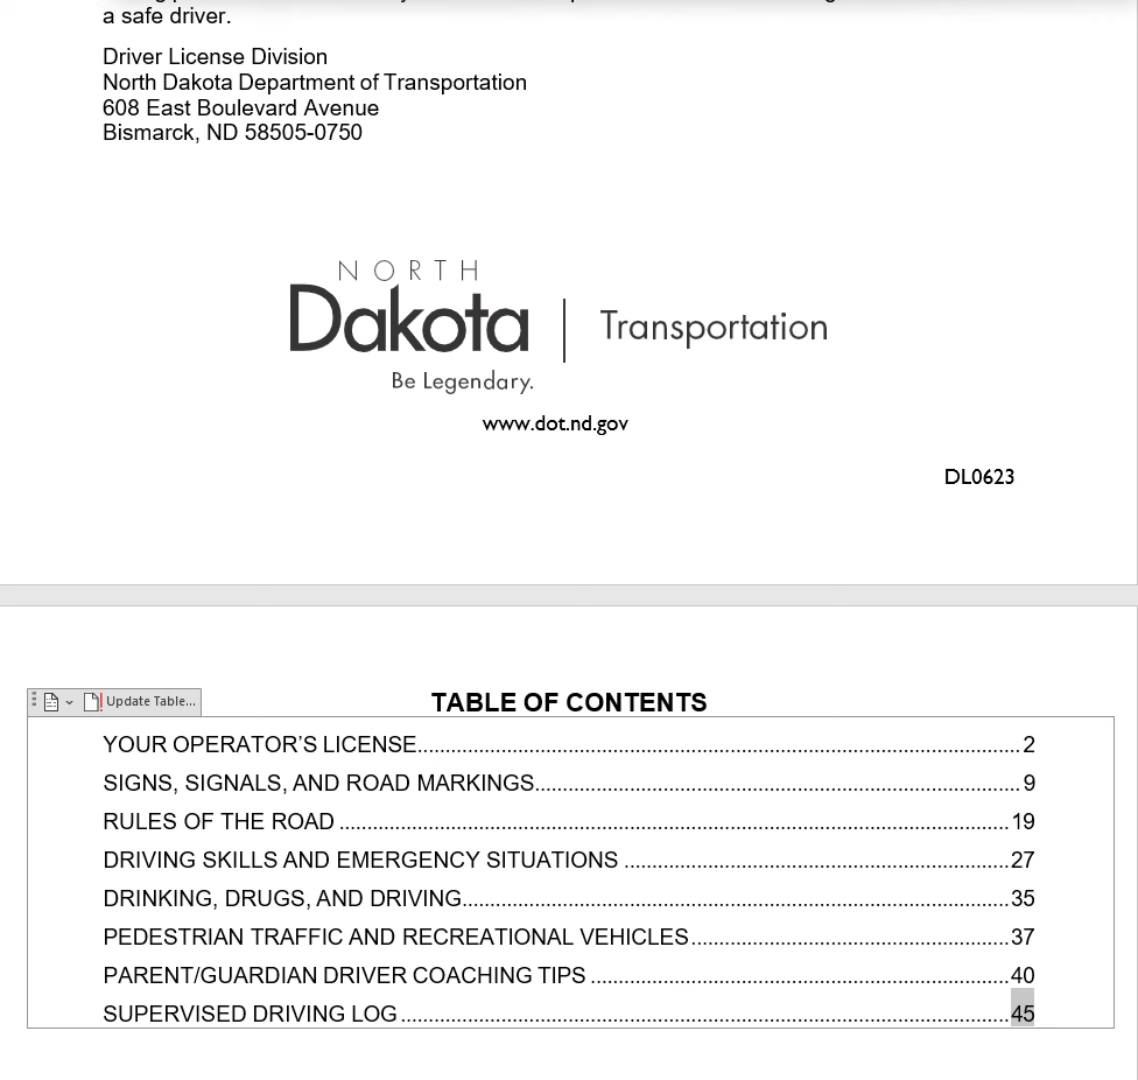 a safe driver.
Driver License Division
North Dakota Department of Transportation
608 East Boulevard Avenue
Bismarck, ND 58505-0750
NORTH
Dakota | Transportation
Be Legendary.
www.dot.nd.gov
DL0623
Update Table...
TABLE OF CONTENTS
YOUR OPERATOR’S LICENSE.......................................................2
SIGNS, SIGNALS, AND ROAD MARKINGS.......................................................9
RULES OF THE ROAD .......................................................19
DRIVING SKILLS AND EMERGENCY SITUATIONS .......................................................27
DRINKING, DRUGS, AND DRIVING.......................................................35
PEDESTRIAN TRAFFIC AND RECREATIONAL VEHICLES.......................................................37
PARENT/GUARDIAN DRIVER COACHING TIPS .......................................................40
SUPERVISED DRIVING LOG.......................................................45